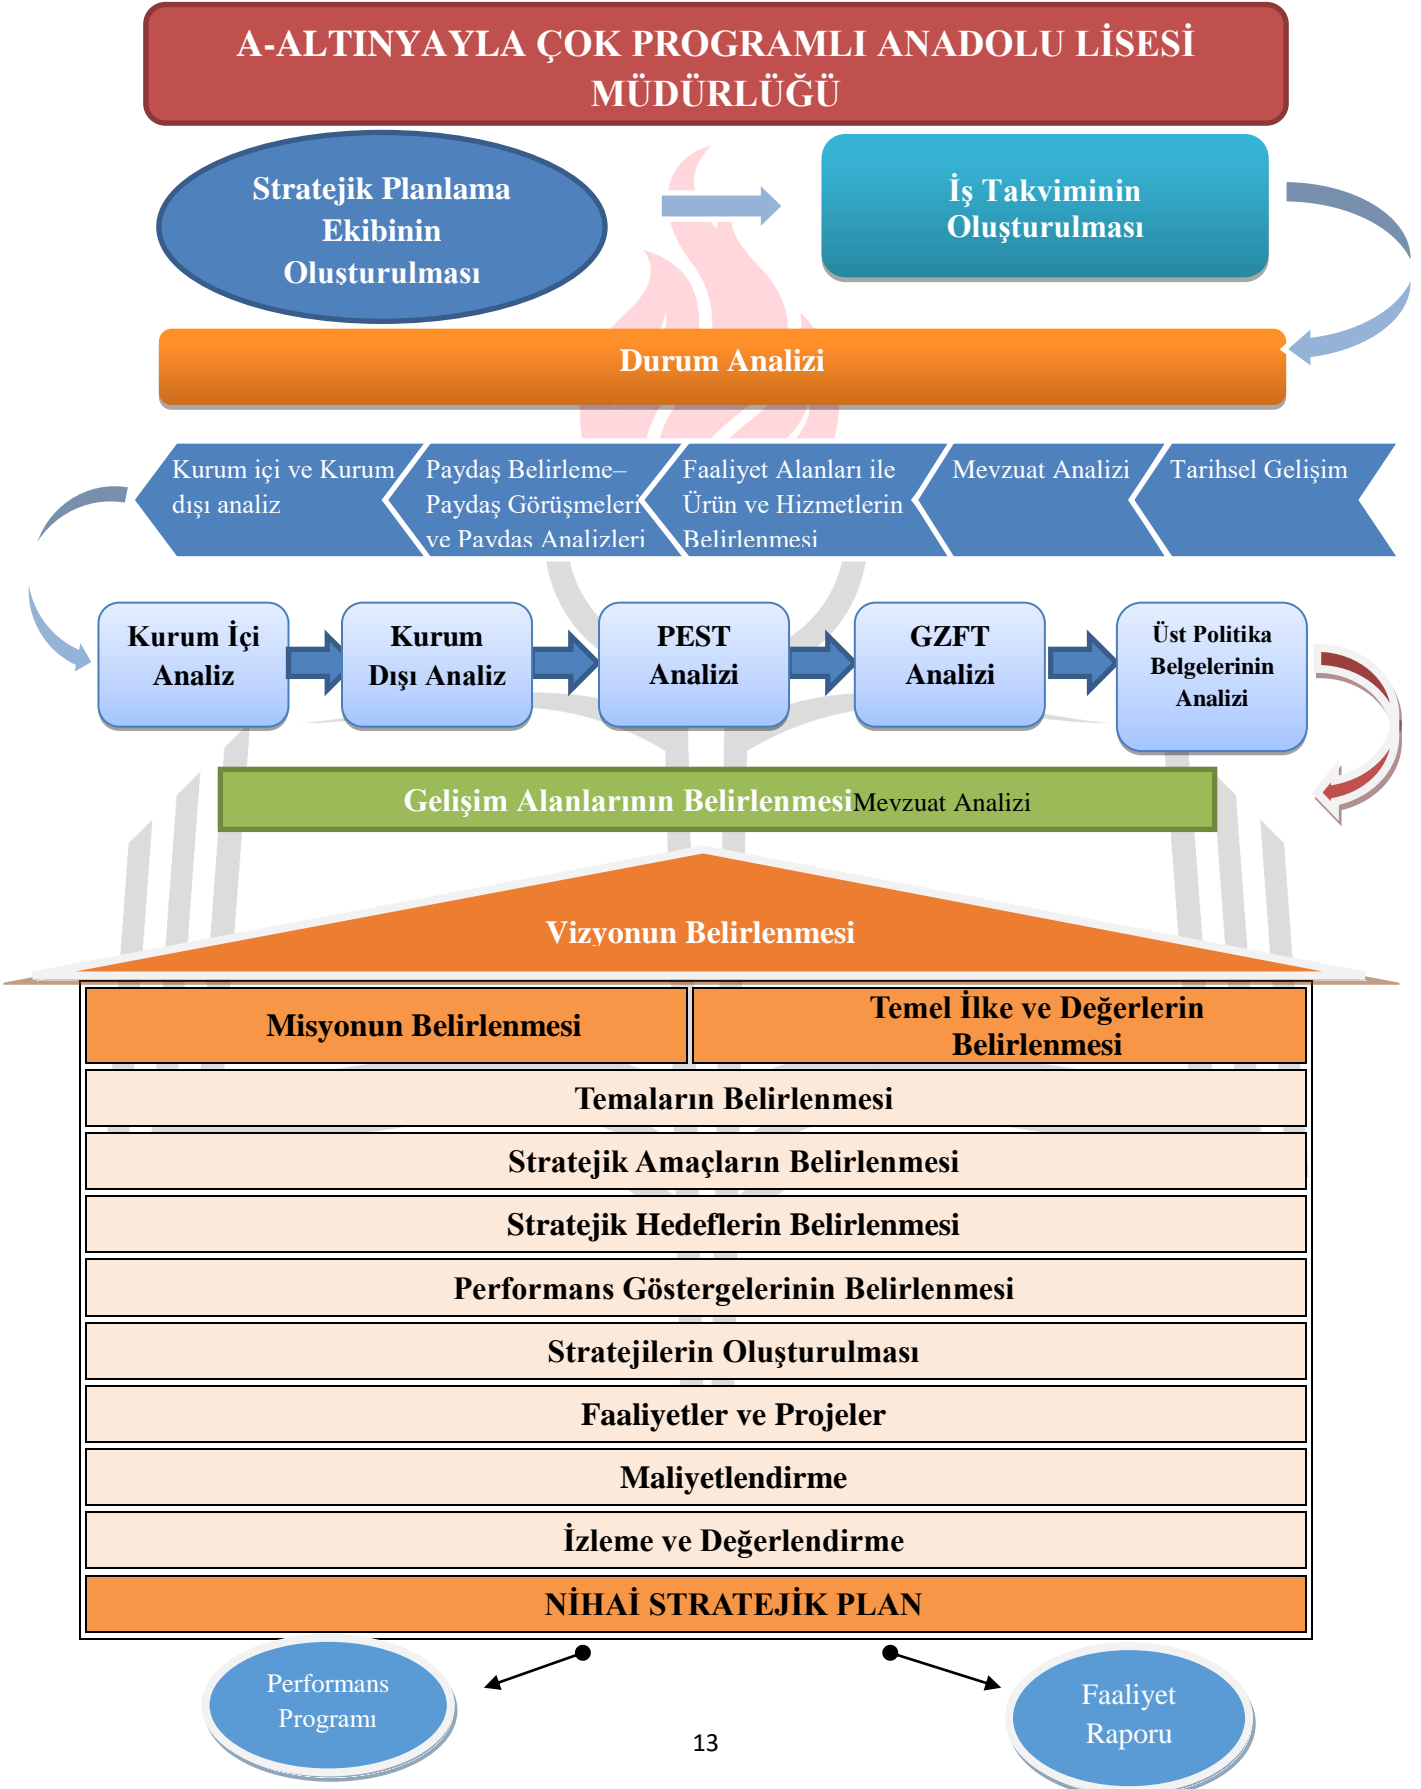 A-ALTINYAYLA ÇOK PROGRAMLI ANADOLU LİSESİ
MÜDÜRLÜĞÜ
Stratejik Planlama
Ekibinin
Oluşturulması
İş Takviminin
Oluşturulması
Durum Analizi
Kurum içi ve Kurum
dışı analiz
Paydaş Belirleme–
Paydaş Görüşmeleri
ve Paydaş Analizleri
Faaliyet Alanları ile
Ürün ve Hizmetlerin
Belirlenmesi
Mevzuat Analizi
Tarihsel Gelişim
Kurum İçi
Analiz
Kurum
Dışı Analiz
PEST
Analizi
GZFT
Analizi
Üst Politika
Belgelerinin
Analizi
Gelişim Alanlarının BelirlenmesiMevzuat Analizi
Vizyonun Belirlenmesi
Misyonun Belirlenmesi
Temel İlke ve Değerlerin
Belirlenmesi
Temaların Belirlenmesi
Stratejik Amaçların Belirlenmesi
Stratejik Hedeflerin Belirlenmesi
Performans Göstergelerinin Belirlenmesi
Stratejilerin Oluşturulması
Faaliyetler ve Projeler
Maliyetlendirme
İzleme ve Değerlendirme
NİHAİ STRATEJİK PLAN
Performans
Programı
Faaliyet
Raporu
13